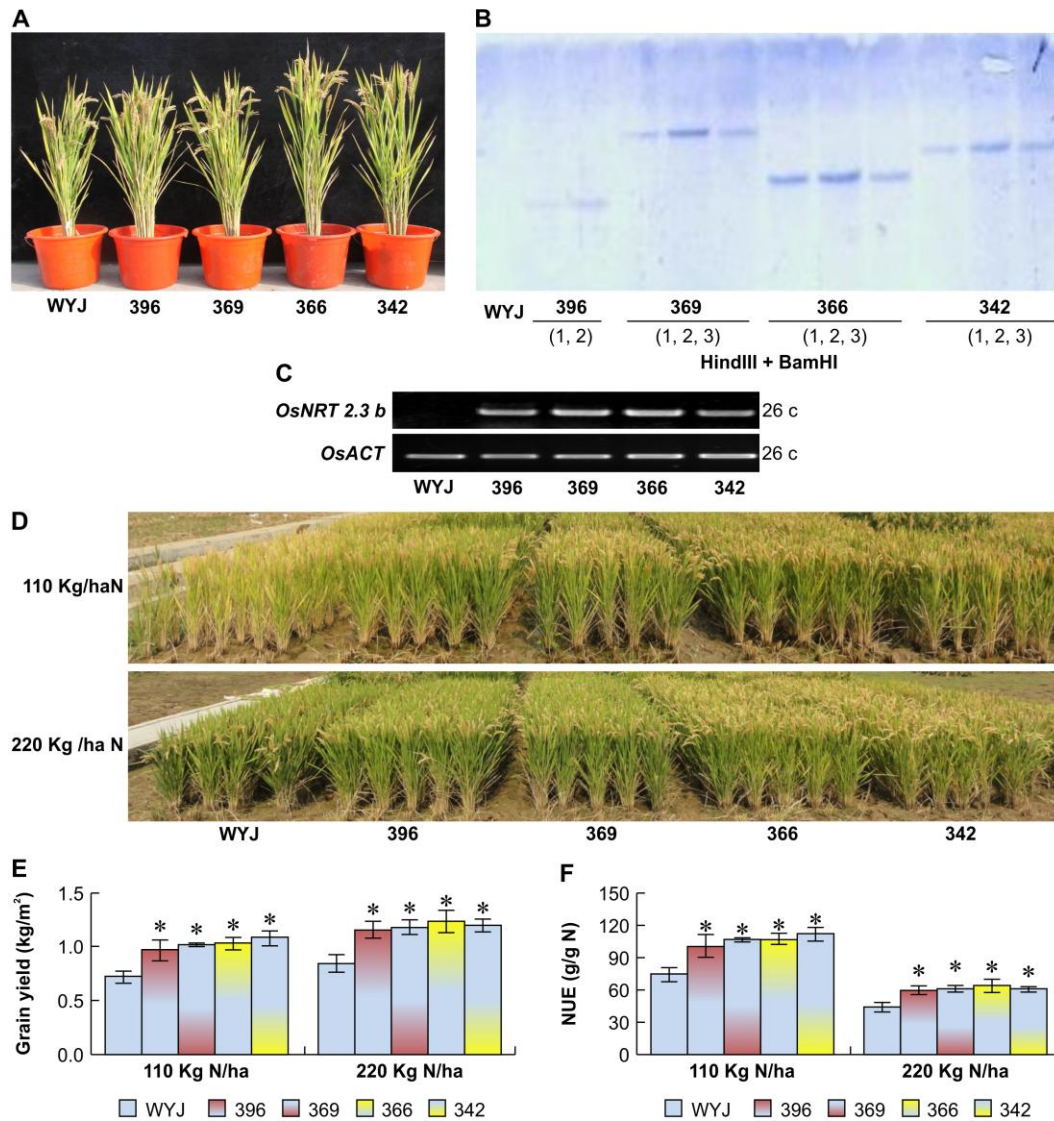 A
WYJ 396 369 366 342
B
WYJ 396 369 366 342
(1, 2) (1, 2, 3) (1, 2, 3) (1, 2, 3)
HindIII + BamHI
C
OsNRT 2.3 b 26 c
OsACT 26 c
WYJ 396 369 366 342
D
110 Kg/haN
220 Kg /ha N
WYJ 396 369 366 342
E
Grain yield (kg/m²)
1.5
1.0
0.5
0.0
* * * * * * * *
110 Kg N/ha 220 Kg N/ha
WYJ 396 369 366 342
F
NUE (g/g N)
150
120
90
60
30
0
* * * * * * * *
110 Kg N/ha 220 Kg N/ha
WYJ 396 369 366 342